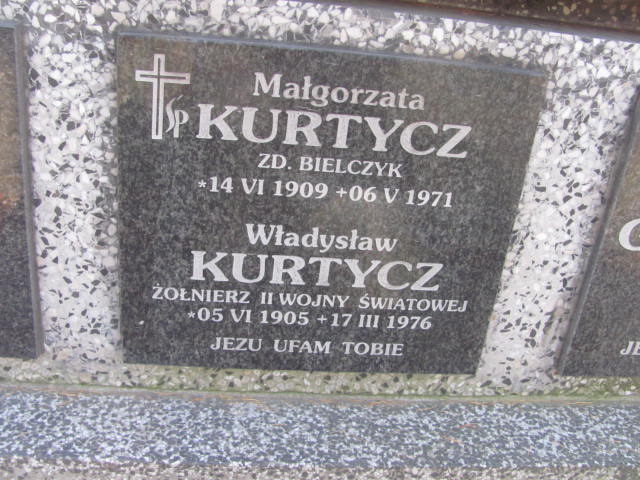 Małgorzata
ŚP KURTYCZ
ZD. BIELCZYK
*14 VI 1909 +06 V 1971
Władysław
KURTYCZ
ŻOŁNIERZ II WOJNY ŚWIATOWEJ
*05 VI 1905 +17 III 1976
JEZU UFAM TOBIE